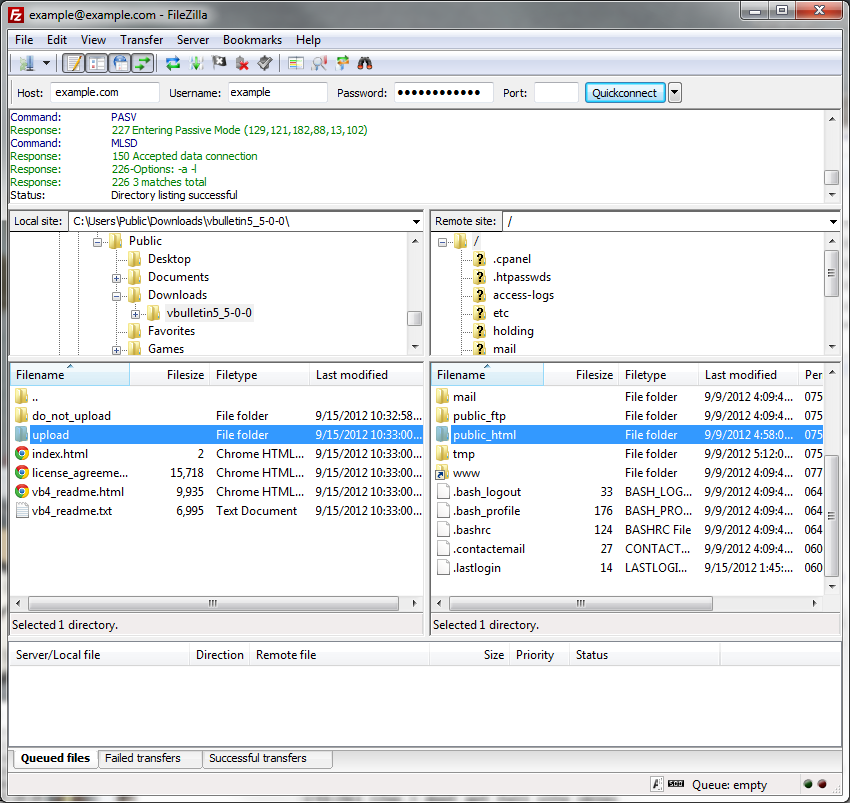 example@example.com - FileZilla
File Edit View Transfer Server Bookmarks Help
Host: example.com Username: example Password: ●●●●●●●●●●●● Port: Quickconnect
Command: PASV
Response: 227 Entering Passive Mode (129,121,182,88,13,102)
Command: MLSD
Response: 150 Accepted data connection
Response: 226-Options: -a -l
Response: 226 3 matches total
Status: Directory listing successful
Local site: C:\Users\Public\Downloads\vbulletin5_5-0-0\
Public
Desktop
Documents
Downloads
vbulletin5_5-0-0
Favorites
Games
Remote site: /
/
.cpanel
.htpasswds
access-logs
etc
holding
mail
Filename Filesize Filetype Last modified
..
do_not_upload File folder 9/15/2012 10:32:58...
upload File folder 9/15/2012 10:33:00...
index.html 2 Chrome HTML... 9/15/2012 10:33:00...
license_agreeme... 15,718 Chrome HTML... 9/15/2012 10:33:00...
vb4_readme.html 9,935 Chrome HTML... 9/15/2012 10:33:00...
vb4_readme.txt 6,995 Text Document 9/15/2012 10:33:00...
Selected 1 directory.
Filename Filesize Filetype Last modified Per
mail File folder 9/9/2012 4:09:4... 075
public_ftp File folder 9/9/2012 4:09:4... 075
public_html File folder 9/9/2012 4:58:0... 075
tmp File folder 9/9/2012 5:12:0... 075
www File folder 9/9/2012 4:09:4... 077
.bash_logout 33 BASH_LOG... 9/9/2012 4:09:4... 064
.bash_profile 176 BASH_PRO... 9/9/2012 4:09:4... 064
.bashrc 124 BASHRC File 9/9/2012 4:09:4... 064
.contactemail 27 CONTACT... 9/9/2012 4:09:4... 060
.lastlogin 14 LASTLOGI... 9/15/2012 1:45:... 060
Selected 1 directory.
Server/Local file Direction Remote file Size Priority Status
Queued files Failed transfers Successful transfers
Queue: empty